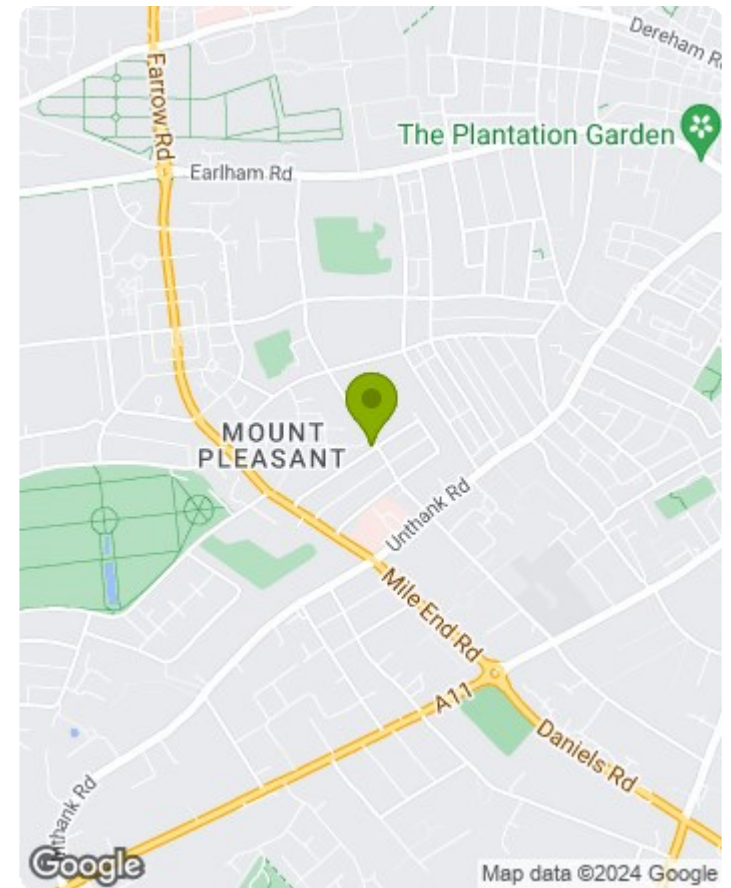 Dereham R
Farrow Rd
The Plantation Garden
Earlham Rd
MOUNT
PLEASANT
Unthank Rd
Mile End Rd
A11
Daniels Rd
nthank Rd
Google
Map data ©2024 Google